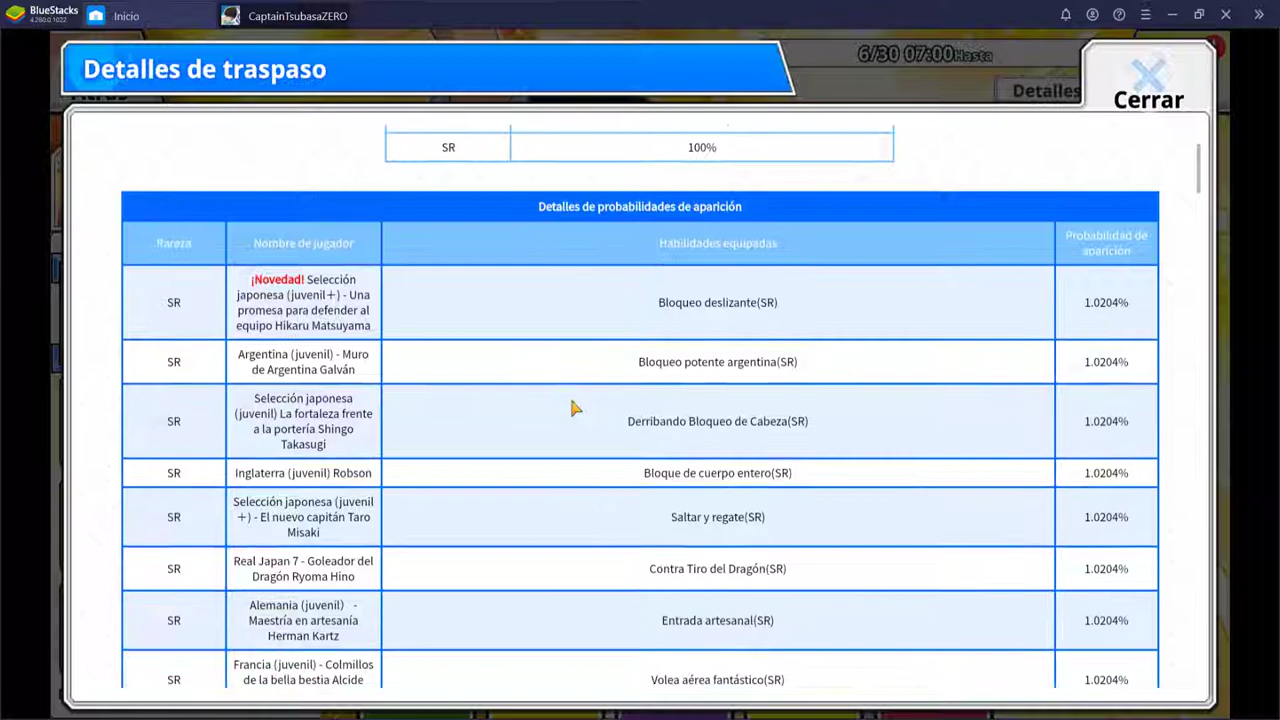 BlueStacks
4.280.0.1022
Inicio
CaptainTsubasaZERO
Detalles de traspaso
6/30 07:00Hasta
Detalles
Cerrar
SR
100%
Detalles de probabilidades de aparición
Rareza
Nombre de jugador
Habilidades equipadas
Probabilidad de
aparición
SR
¡Novedad! Selección
japonesa (juvenil＋) - Una
promesa para defender al
equipo Hikaru Matsuyama
Bloqueo deslizante(SR)
1.0204%
SR
Argentina (juvenil) - Muro
de Argentina Galván
Bloqueo potente argentina(SR)
1.0204%
SR
Selección japonesa
(juvenil) La fortaleza frente
a la portería Shingo
Takasugi
Derribando Bloqueo de Cabeza(SR)
1.0204%
SR
Inglaterra (juvenil) Robson
Bloque de cuerpo entero(SR)
1.0204%
SR
Selección japonesa (juvenil
＋) - El nuevo capitán Taro
Misaki
Saltar y regate(SR)
1.0204%
SR
Real Japan 7 - Goleador del
Dragón Ryoma Hino
Contra Tiro del Dragón(SR)
1.0204%
SR
Alemania (juvenil) -
Maestría en artesanía
Herman Kartz
Entrada artesanal(SR)
1.0204%
SR
Francia (juvenil) - Colmillos
de la bella bestia Alcide
Volea aérea fantástico(SR)
1.0204%